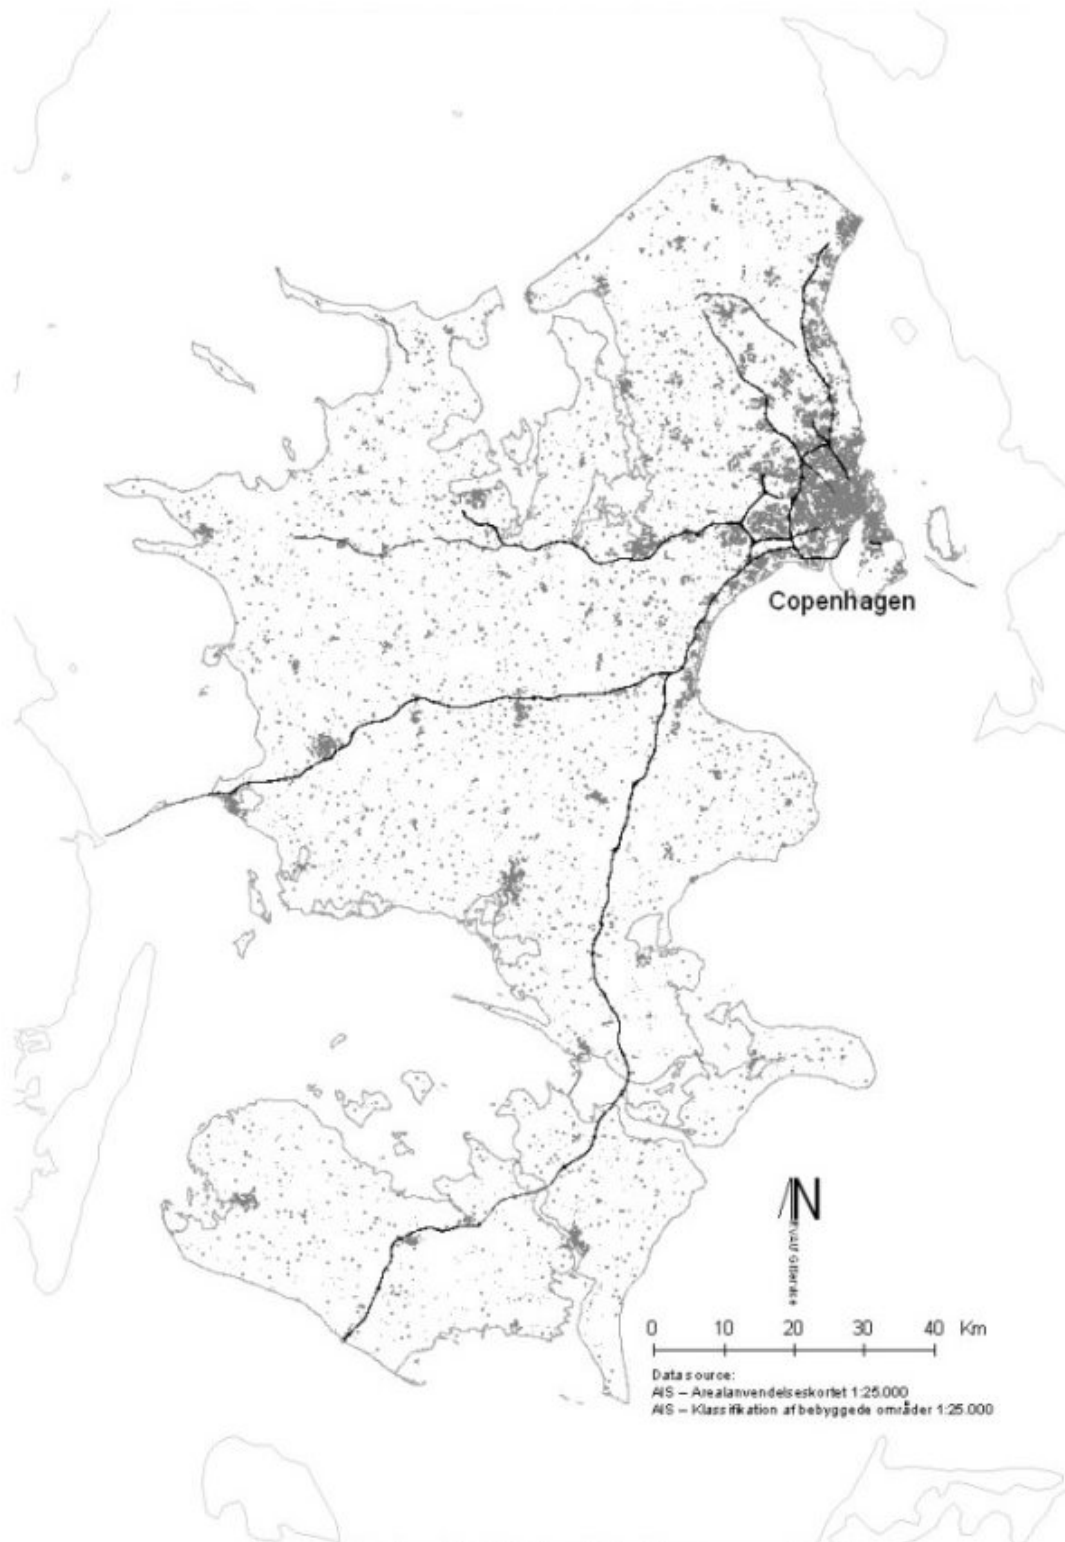 Copenhagen
N
0 10 20 30 40 Km
Data source:
AIS – Arealanvendelseskortet 1:25.000
AIS – Klassifikation af bebyggede områder 1:25.000